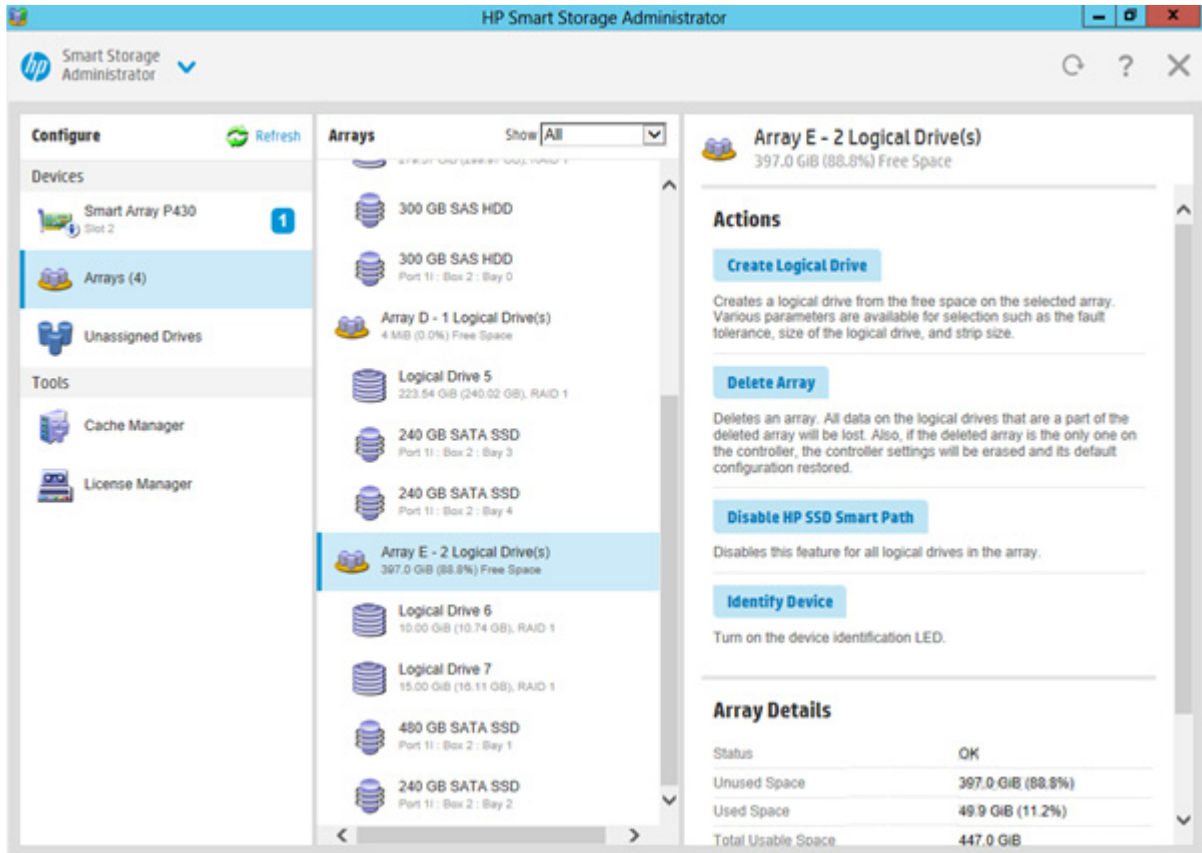 HP Smart Storage Administrator
hp
Smart Storage
Administrator
?
Configure
Refresh
Devices
Smart Array P430
Slot 2
1
Arrays (4)
Unassigned Drives
Tools
Cache Manager
License Manager
Arrays
Show All
300 GB SAS HDD
300 GB SAS HDD
Port 1I : Box 2 : Bay 0
Array D - 1 Logical Drive(s)
4 MiB (0.0%) Free Space
Logical Drive 5
223.54 GiB (240.02 GB), RAID 1
240 GB SATA SSD
Port 1I : Box 2 : Bay 3
240 GB SATA SSD
Port 1I : Box 2 : Bay 4
Array E - 2 Logical Drive(s)
397.0 GiB (88.8%) Free Space
Logical Drive 6
10.00 GiB (10.74 GB), RAID 1
Logical Drive 7
15.00 GiB (16.11 GB), RAID 1
480 GB SATA SSD
Port 1I : Box 2 : Bay 1
240 GB SATA SSD
Port 1I : Box 2 : Bay 2
Array E - 2 Logical Drive(s)
397.0 GiB (88.8%) Free Space
Actions
Create Logical Drive
Creates a logical drive from the free space on the selected array.
Various parameters are available for selection such as the fault
tolerance, size of the logical drive, and strip size.
Delete Array
Deletes an array. All data on the logical drives that are a part of the
deleted array will be lost. Also, if the deleted array is the only one on
the controller, the controller settings will be erased and its default
configuration restored.
Disable HP SSD Smart Path
Disables this feature for all logical drives in the array.
Identify Device
Turn on the device identification LED.
Array Details
Status OK
Unused Space 397.0 GiB (88.8%)
Used Space 49.9 GiB (11.2%)
Total Usable Space 447.0 GiB